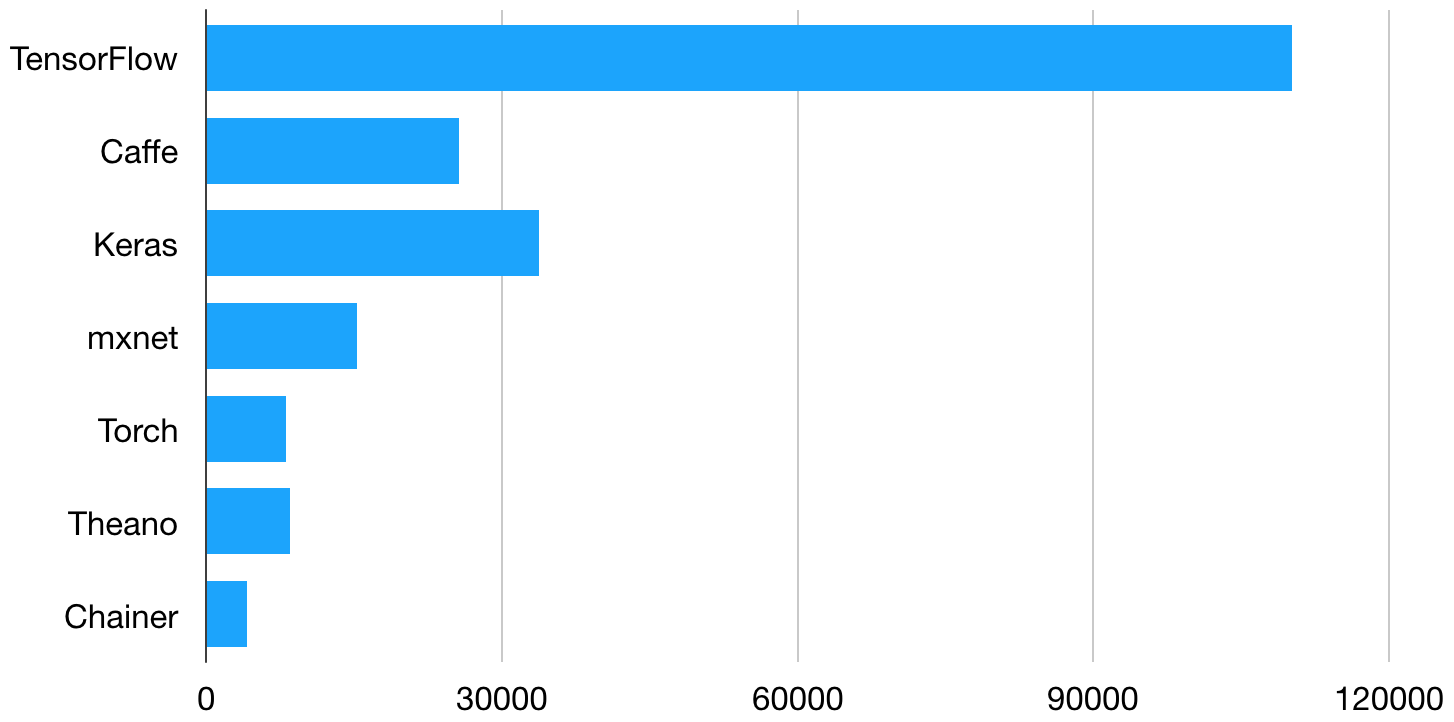 TensorFlow
Caffe
Keras
mxnet
Torch
Theano
Chainer
0 30000 60000 90000 120000